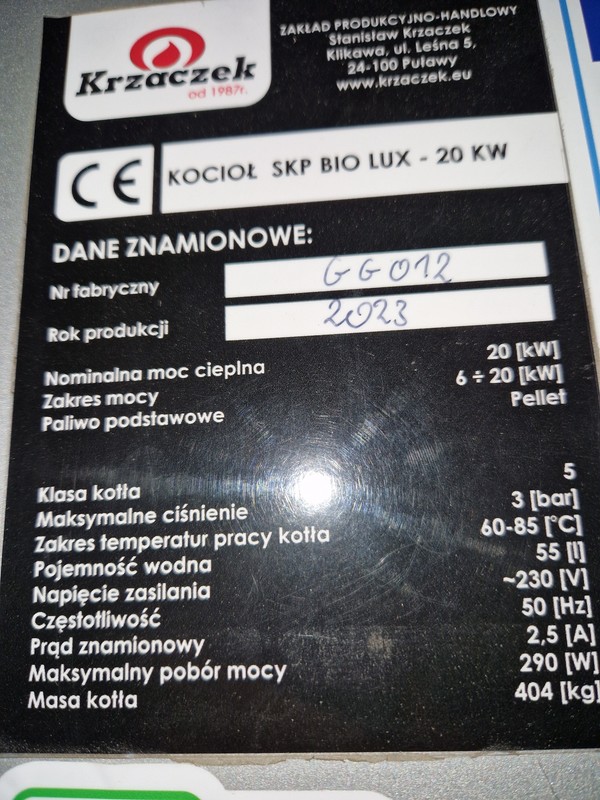 Krzaczek
od 1987r.
ZAKŁAD PRODUKCYJNO-HANDLOWY
Stanisław Krzaczek
Klikawa, ul. Leśna 5,
24-100 Puławy
www.krzaczek.eu
CE KOCIOŁ SKP BIO LUX - 20 KW
DANE ZNAMIONOWE:
Nr fabryczny GG012
Rok produkcji 2023
Nominalna moc cieplna 20 [kW]
Zakres mocy 6 ÷ 20 [kW]
Paliwo podstawowe Pellet
Klasa kotła 5
Maksymalne ciśnienie 3 [bar]
Zakres temperatur pracy kotła 60-85 [°C]
Pojemność wodna 55 [l]
Napięcie zasilania ~230 [V]
Częstotliwość 50 [Hz]
Prąd znamionowy 2,5 [A]
Maksymalny pobór mocy 290 [W]
Masa kotła 404 [kg]